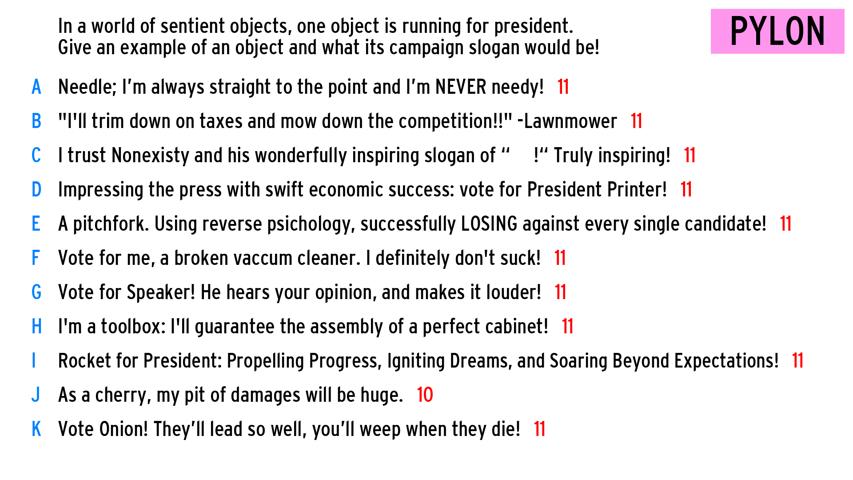 In a world of sentient objects, one object is running for president.
Give an example of an object and what its campaign slogan would be!
PYLON
A Needle; I'm always straight to the point and I'm NEVER needy! 11
B "I'll trim down on taxes and mow down the competition!!" -Lawnmower 11
C I trust Nonexisty and his wonderfully inspiring slogan of “    !“ Truly inspiring! 11
D Impressing the press with swift economic success: vote for President Printer! 11
E A pitchfork. Using reverse psichology, successfully LOSING against every single candidate! 11
F Vote for me, a broken vaccum cleaner. I definitely don't suck! 11
G Vote for Speaker! He hears your opinion, and makes it louder! 11
H I'm a toolbox: I'll guarantee the assembly of a perfect cabinet! 11
I Rocket for President: Propelling Progress, Igniting Dreams, and Soaring Beyond Expectations! 11
J As a cherry, my pit of damages will be huge. 10
K Vote Onion! They’ll lead so well, you’ll weep when they die! 11